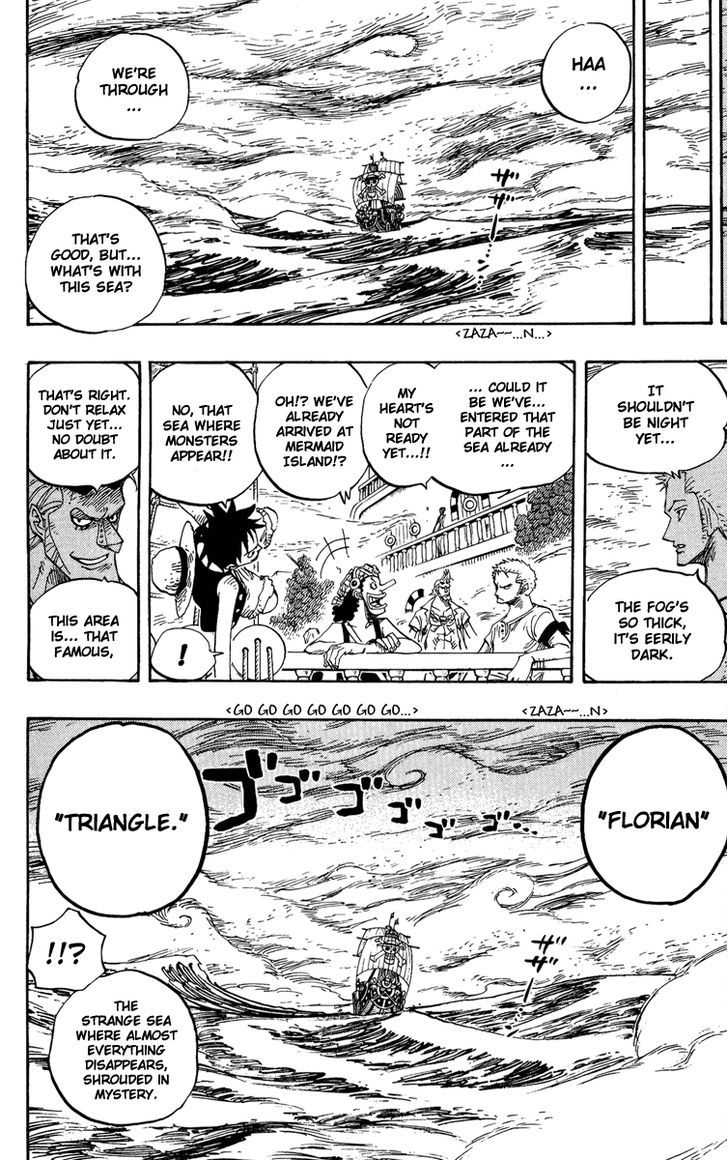 HAA
...
WE'RE
THROUGH
...
THAT'S
GOOD, BUT...
WHAT'S WITH
THIS SEA?
ザザ
<ZAZA~~...N...>
IT
SHOULDN'T
BE NIGHT
YET...
THE FOG'S
SO THICK,
IT'S EERILY
DARK.
... COULD IT
BE WE'VE...
ENTERED THAT
PART OF THE
SEA ALREADY
...
MY
HEART'S
NOT
READY
YET...!!
OH!? WE'VE
ALREADY
ARRIVED AT
MERMAID
ISLAND!?
NO, THAT
SEA WHERE
MONSTERS
APPEAR!!
!
THAT'S RIGHT.
DON'T RELAX
JUST YET...
NO DOUBT
ABOUT IT.
THIS AREA
IS... THAT
FAMOUS,
<ZAZA~~...N>
<GO GO GO GO GO GO GO...>
"FLORIAN"
ゴゴゴゴゴゴゴ...
"TRIANGLE."
ザザ
!!?
THE
STRANGE SEA
WHERE ALMOST
EVERYTHING
DISAPPEARS,
SHROUDED IN
MYSTERY.